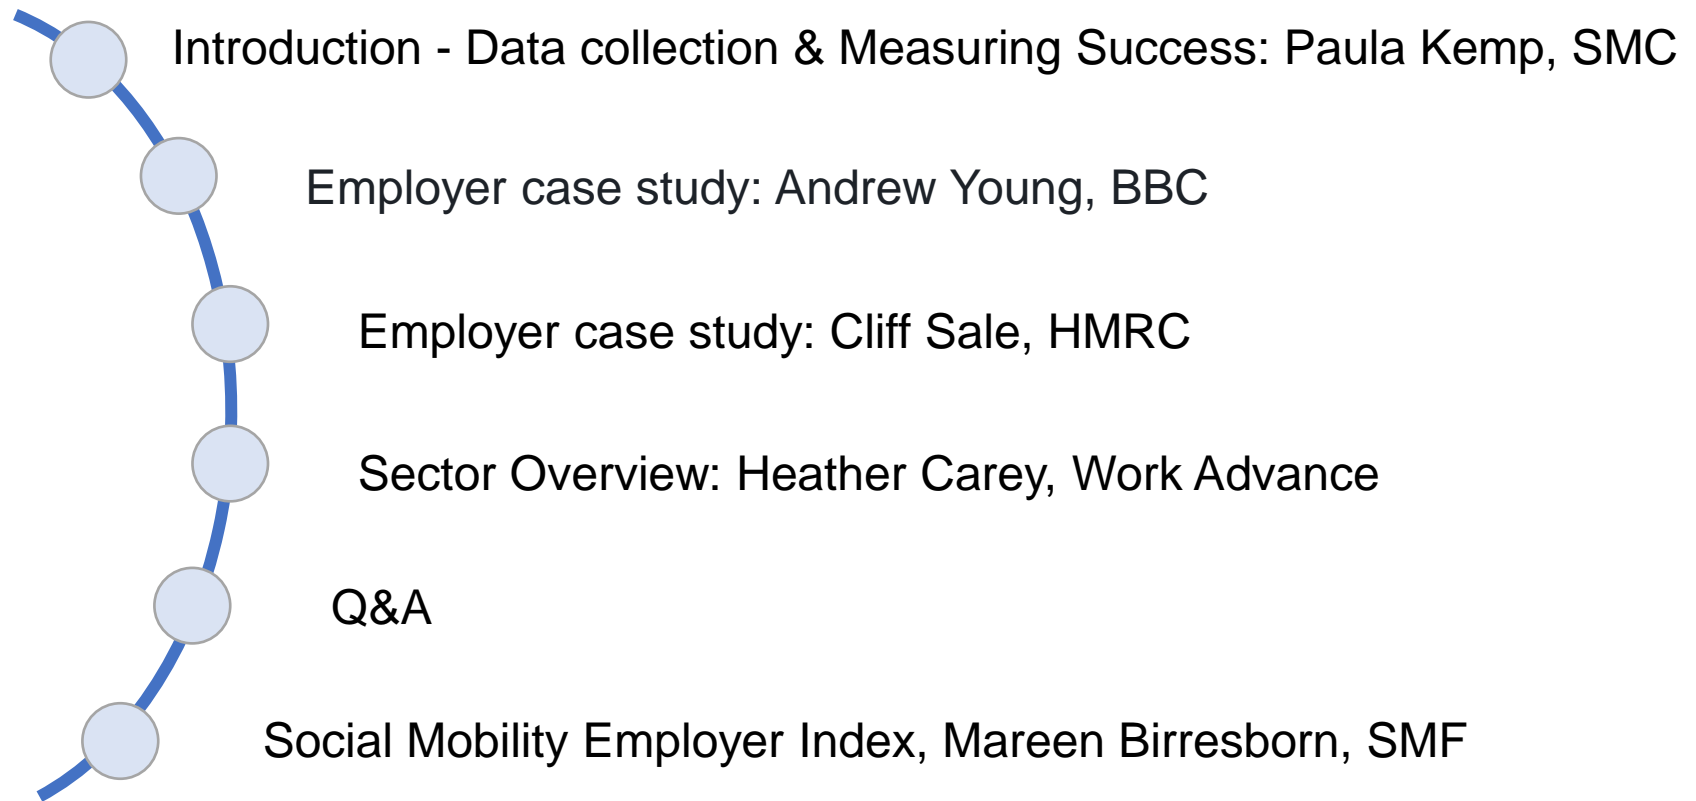 Introduction - Data collection & Measuring Success: Paula Kemp, SMC
Employer case study: Andrew Young, BBC
Employer case study: Cliff Sale, HMRC
Sector Overview: Heather Carey, Work Advance
Q&A
Social Mobility Employer Index, Mareen Birresborn, SMF